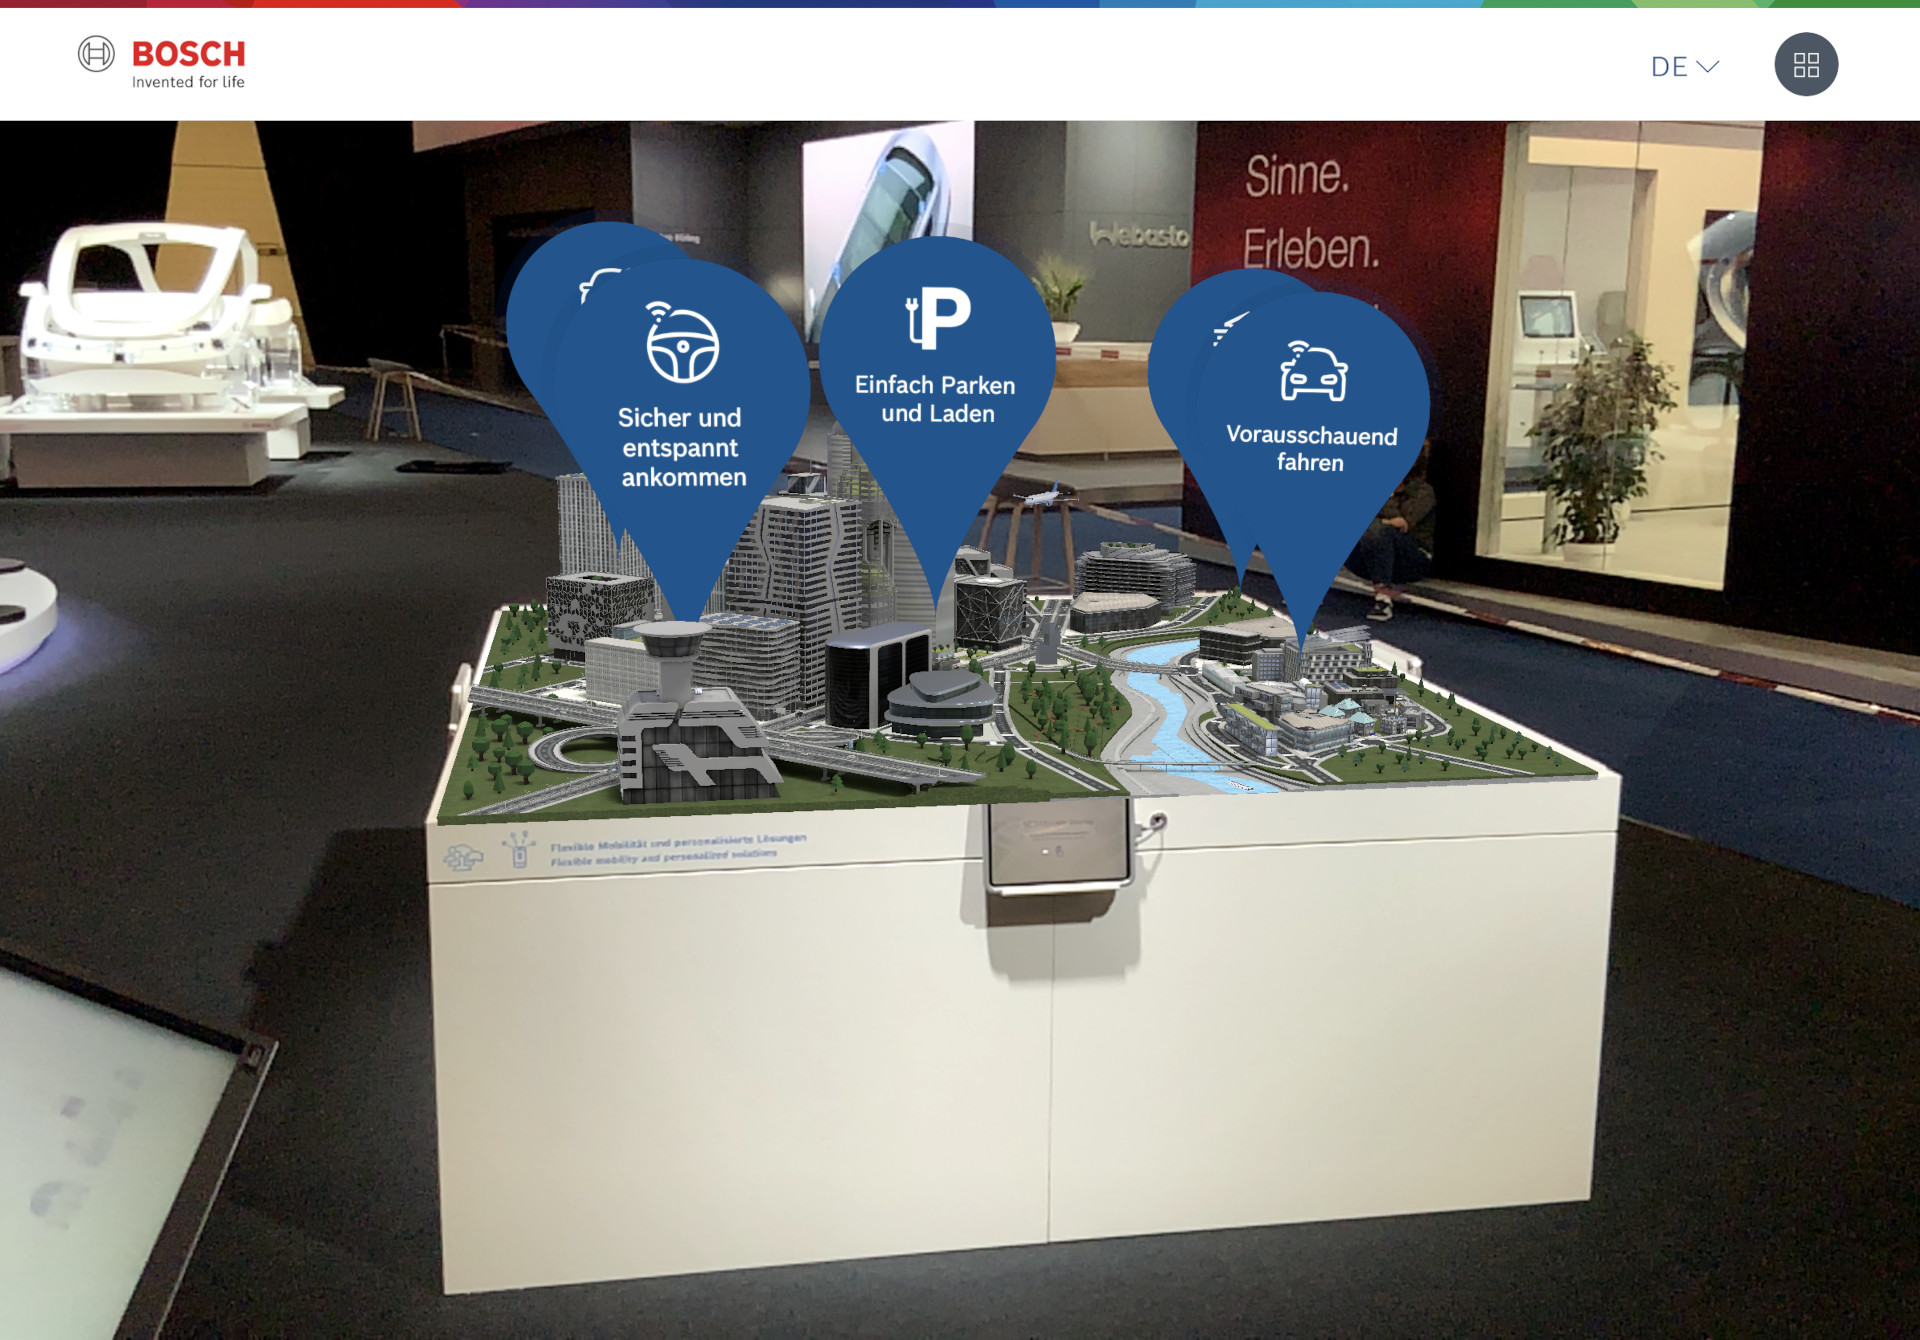 BOSCH
Invented for life
DE
Sinne.
Erleben.
Webasto
Sicher und
entspannt
ankommen
P
Einfach Parken
und Laden
Vorausschauend
fahren
Flexible Mobilität und personalisierte Lösungen
Flexible mobility and personalized solutions